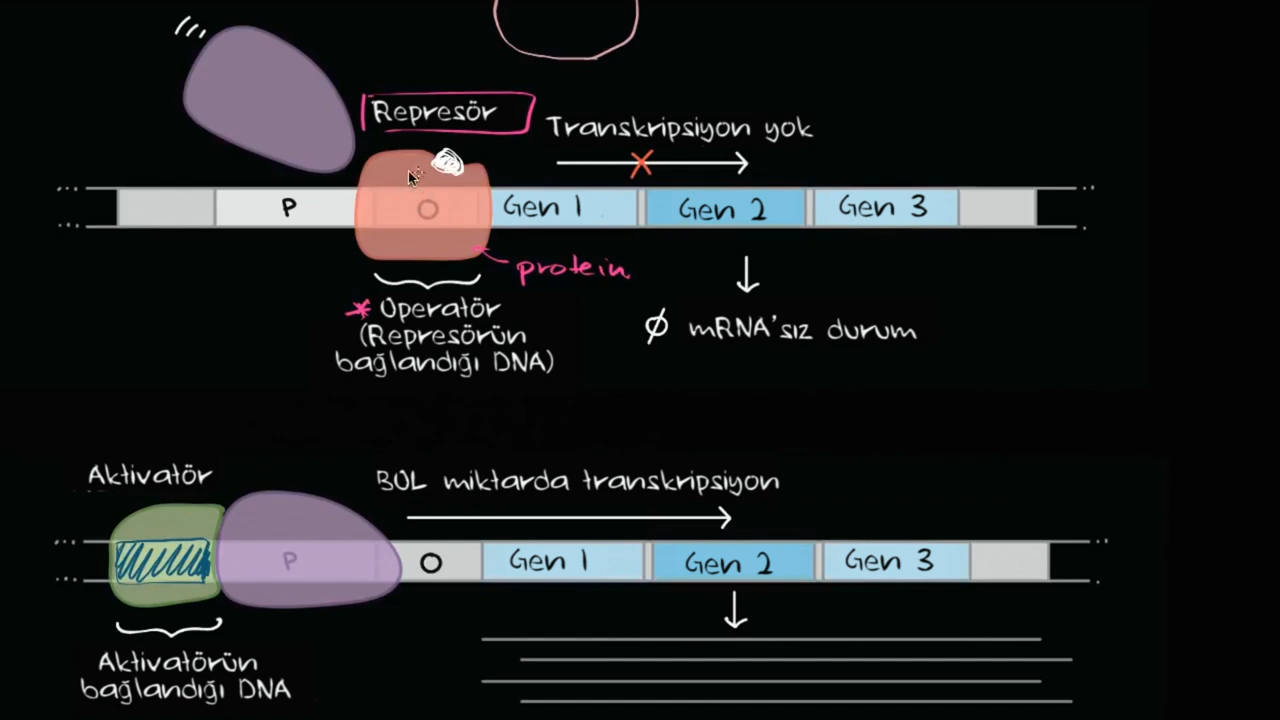 Represör
Transkripsiyon yok
P
O
Gen 1
Gen 2
Gen 3
protein
* Operatör
(Represörün
bağlandığı DNA)
Ø mRNA'sız durum
Aktivatör
BOL miktarda transkripsiyon
P
O
Gen 1
Gen 2
Gen 3
Aktivatörün
bağlandığı DNA